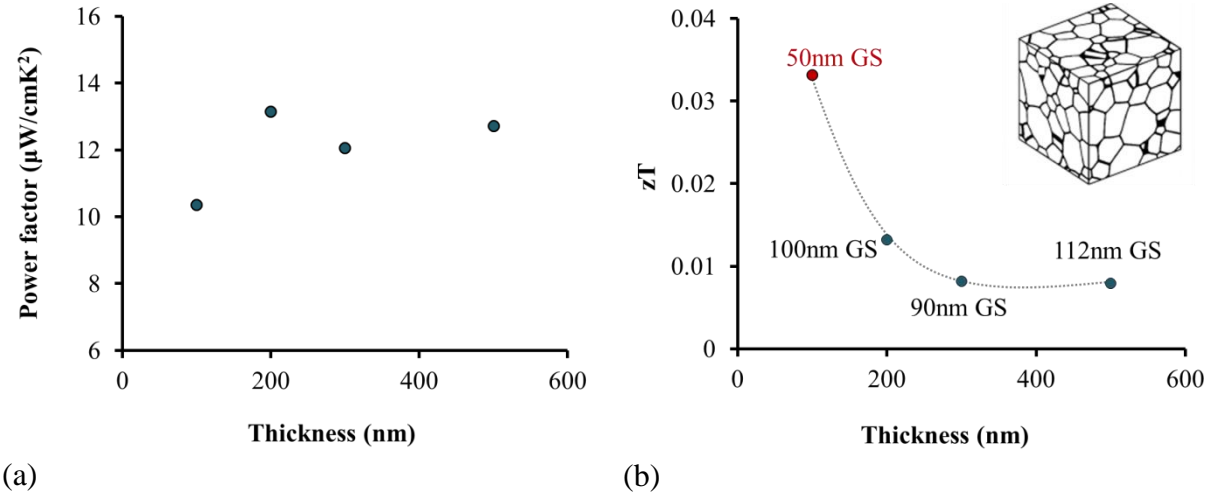 16
14
12
10
8
6
0
200
400
600
Power factor (µW/cmK²)
Thickness (nm)
(a)
0.04
0.03
0.02
0.01
0
0
200
400
600
zT
50nm GS
100nm GS
90nm GS
112nm GS
Thickness (nm)
(b)